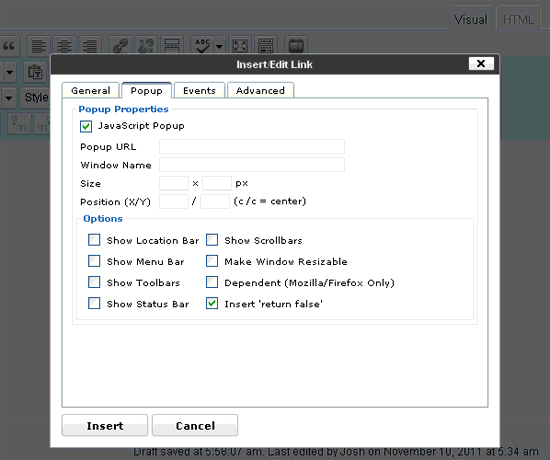 Visual HTML
ABC
Insert/Edit Link X
Style
General Popup Events Advanced
Popup Properties
JavaScript Popup
Popup URL
Window Name
Size x px
Position (X/Y) / (c /c = center)
Options
Show Location Bar Show Scrollbars
Show Menu Bar Make Window Resizable
Show Toolbars Dependent (Mozilla/Firefox Only)
Show Status Bar Insert 'return false'
Insert Cancel
Draft saved at 5:58:07 am. Last edited by Josh on November 10, 2011 at 5:34 am